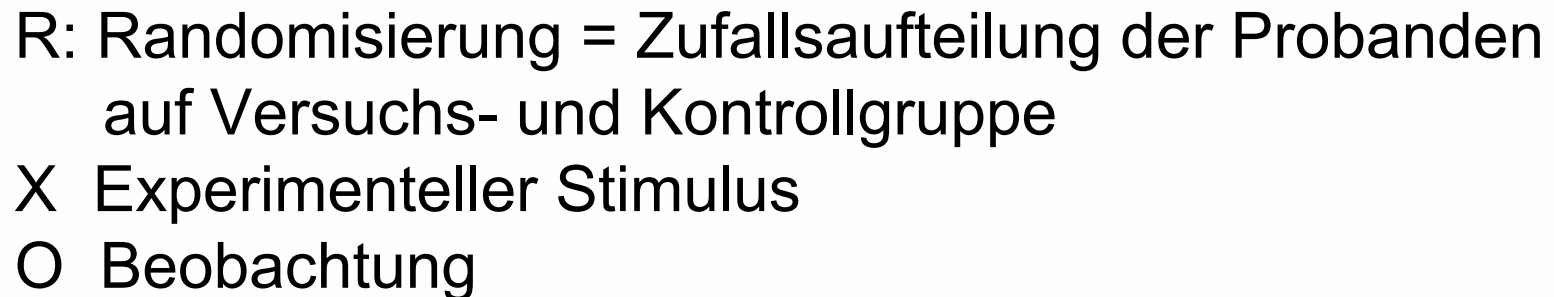 R: Randomisierung = Zufallsaufteilung der Probanden
auf Versuchs- und Kontrollgruppe
X Experimenteller Stimulus
O Beobachtung